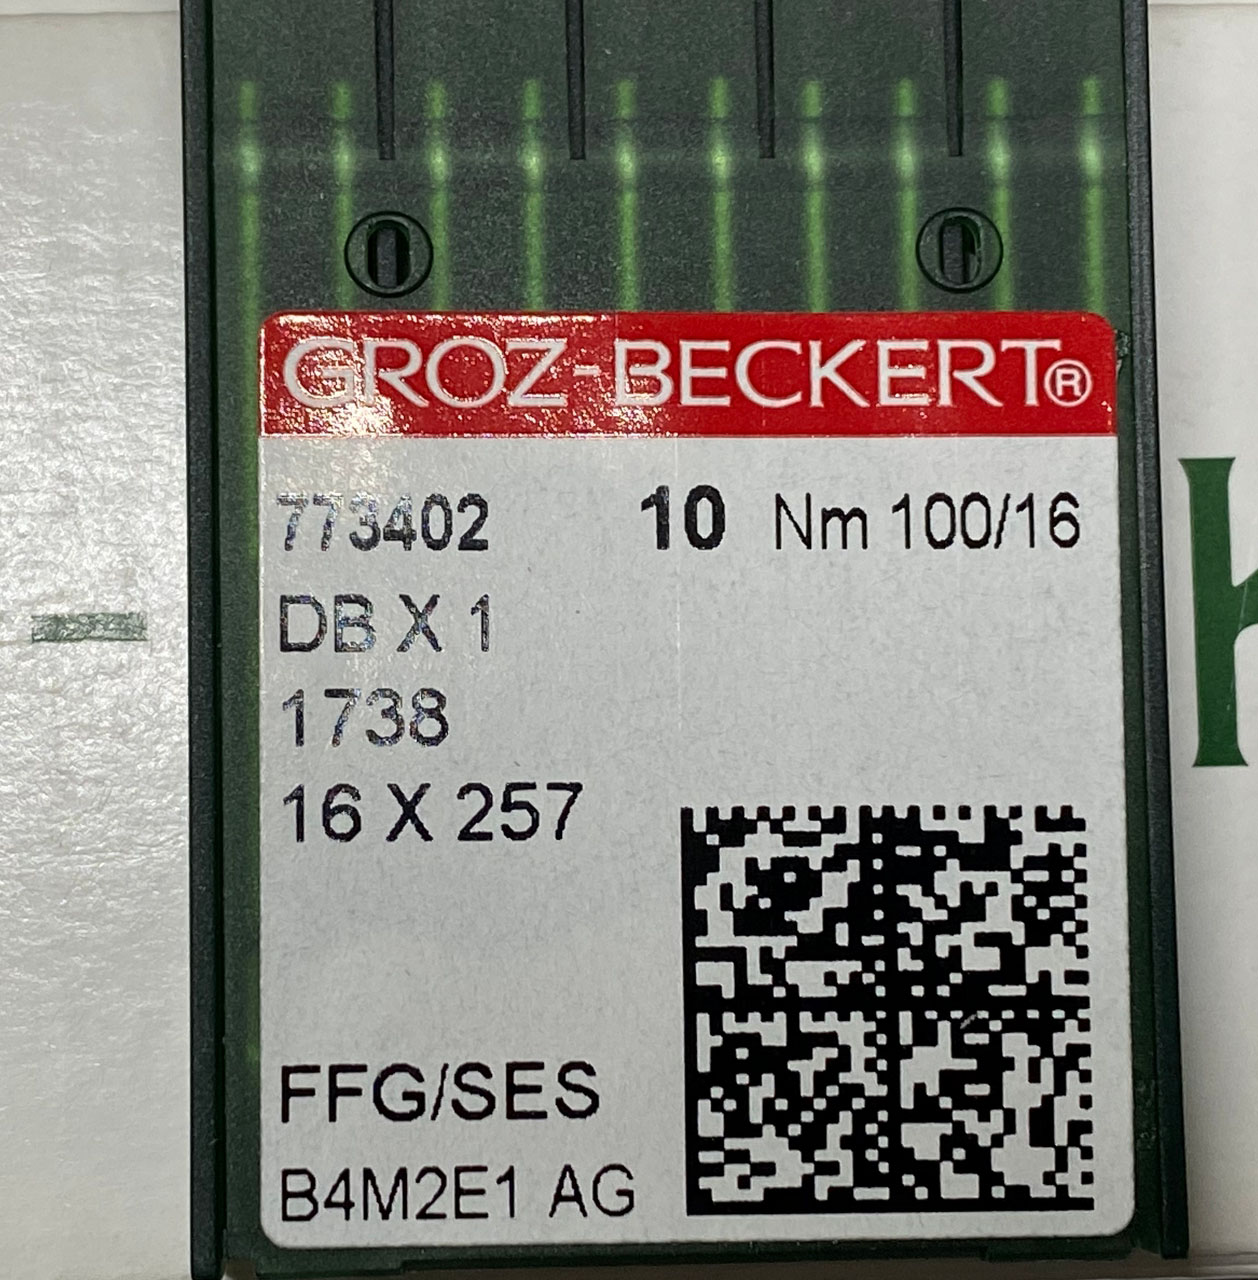 GROZ-BECKERT®
773402 10 Nm 100/16
DB X 1
1738
16 X 257
FFG/SES
B4M2E1 AG